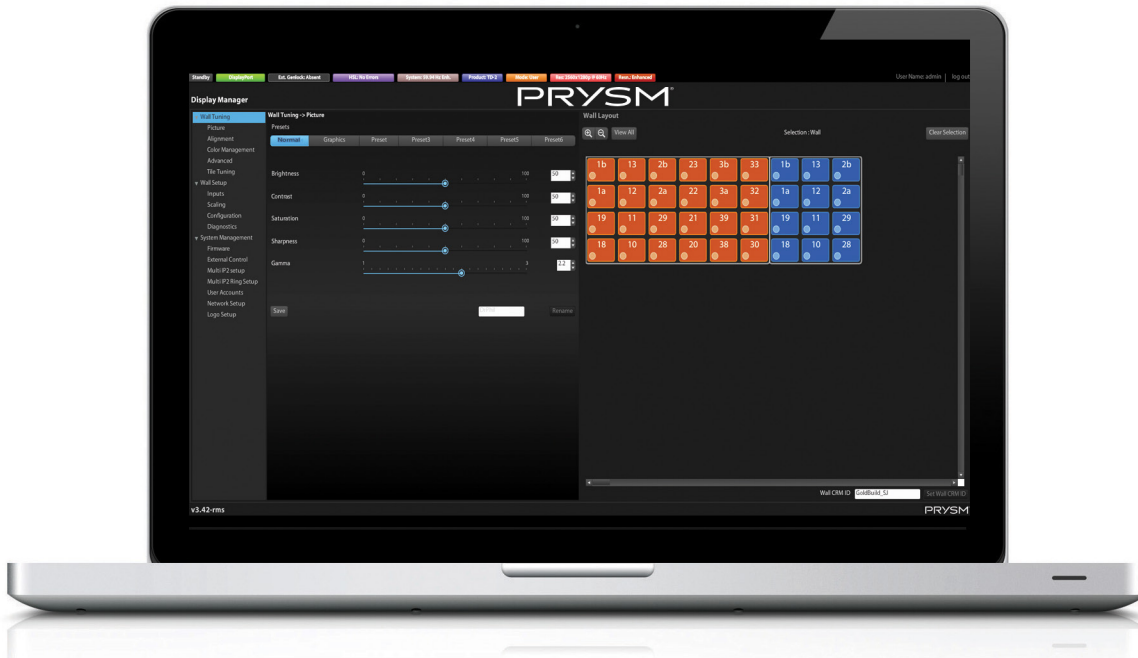 Standby DisplayPort Ext. Genlock: Absent HSL: No Errors System: 59.94 Hz Enh. Product: TD-2 Mode: User Res: 2560x1200p @ 60Hz Resn.: Enhanced User Name: admin | log out
Display Manager
PRYSM
Wall Tuning
Picture
Alignment
Color Management
Advanced
Tile Tuning
Wall Setup
Inputs
Scaling
Configuration
Diagnostics
System Management
Firmware
External Control
Multi IP2 setup
Multi IP2 Ring Setup
User Accounts
Network Setup
Logo Setup
Wall Tuning -> Picture
Presets
Normal Graphics Preset Preset3 Preset4 Preset5 Preset6
Brightness 0 100 50
Contrast 0 100 50
Saturation 0 100 50
Sharpness 0 100 50
Gamma 1 3 2.2
Save Rename
Wall Layout
View All Selection : Wall Clear Selection
1b 13 2b 23 3b 33 1b 13 2b
1a 12 2a 22 3a 32 1a 12 2a
19 11 29 21 39 31 19 11 29
18 10 28 20 38 30 18 10 28
Wall CRM ID GoldBuild_SJ Set Wall CRM ID
v3.42-rms
PRYSM